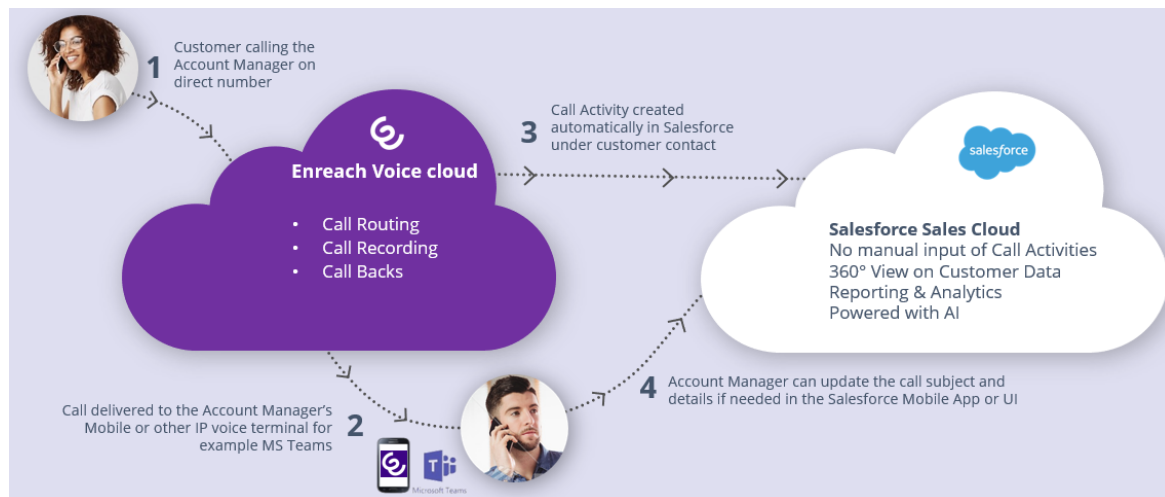 1
Customer calling the
Account Manager on
direct number
Enreach Voice cloud
• Call Routing
• Call Recording
• Call Backs
3
Call Activity created
automatically in Salesforce
under customer contact
salesforce
Salesforce Sales Cloud
No manual input of Call Activities
360° View on Customer Data
Reporting & Analytics
Powered with AI
2
Call delivered to the Account Manager’s
Mobile or other IP voice terminal for
example MS Teams
T
Microsoft Teams
4
Account Manager can update the call subject and
details if needed in the Salesforce Mobile App or UI